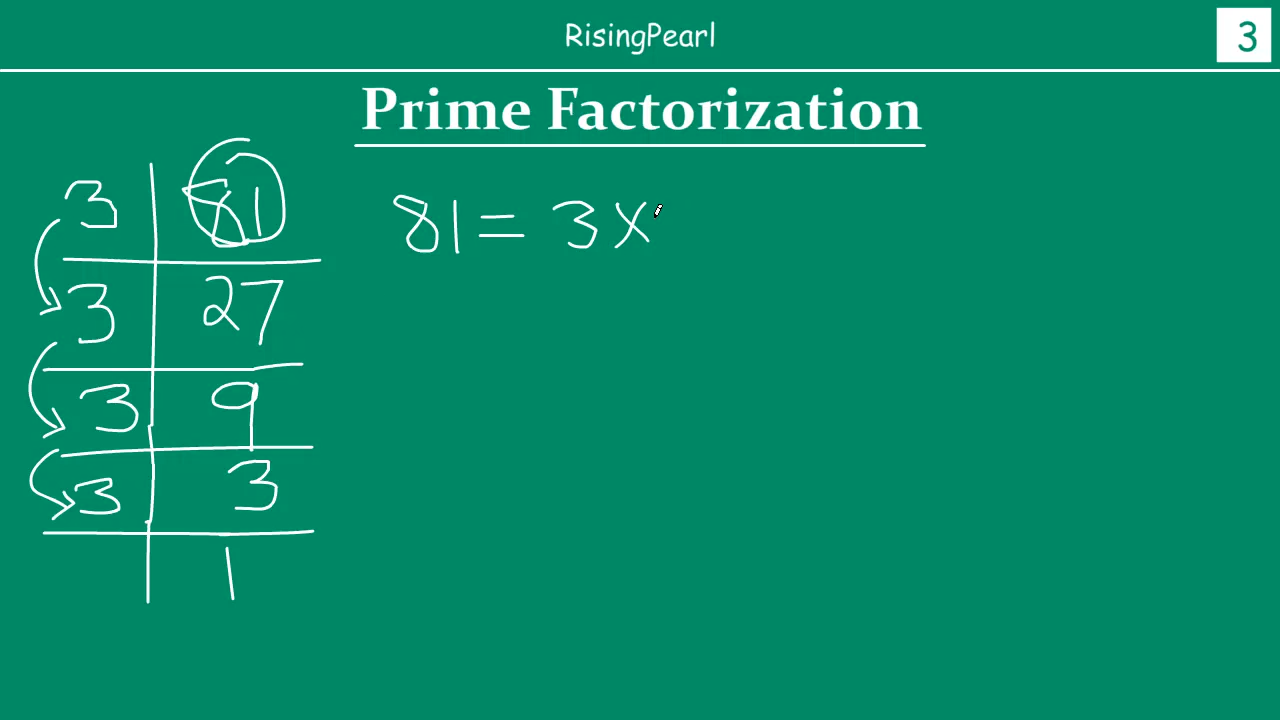 RisingPearl
3
Prime Factorization
3 81
81 = 3 X
3 27
3 9
3 3
1